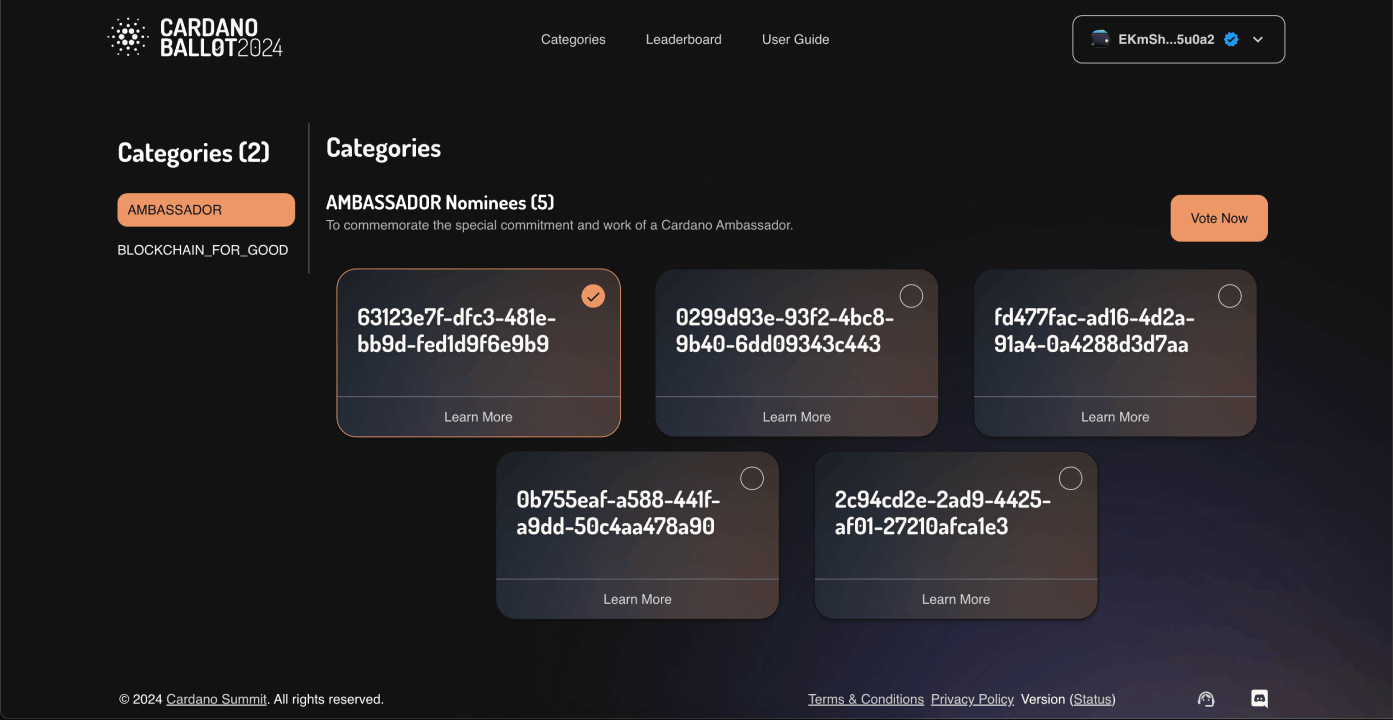 CARDANO
BALLOT2024
Categories
Leaderboard
User Guide
EKmSh...5u0a2
Categories (2)
AMBASSADOR
BLOCKCHAIN_FOR_GOOD
Categories
AMBASSADOR Nominees (5)
To commemorate the special commitment and work of a Cardano Ambassador.
Vote Now
63123e7f-dfc3-481e-
bb9d-fed1d9f6e9b9
Learn More
0299d93e-93f2-4bc8-
9b40-6dd09343c443
Learn More
fd477fac-ad16-4d2a-
91a4-0a4288d3d7aa
Learn More
0b755eaf-a588-441f-
a9dd-50c4aa478a90
Learn More
2c94cd2e-2ad9-4425-
af01-27210afca1e3
Learn More
© 2024 Cardano Summit. All rights reserved.
Terms & Conditions Privacy Policy Version (Status)